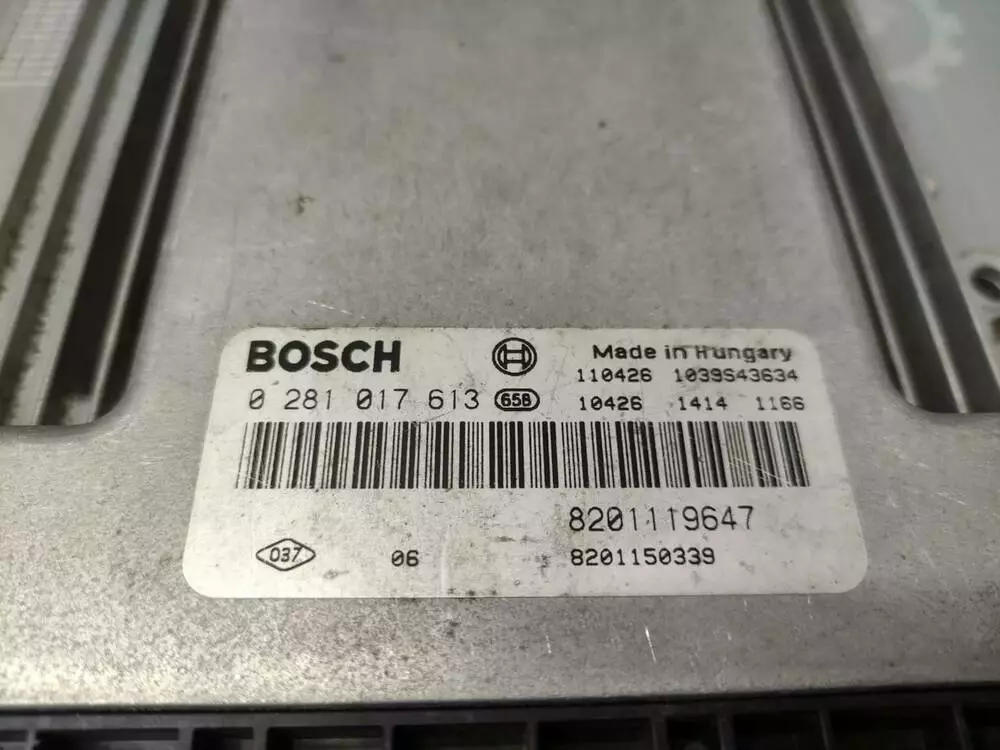 BOSCH
Made in Hungary
110426 1039S43634
0 281 017 613 658
10426 1414 1166
8201119647
037 06 8201150339